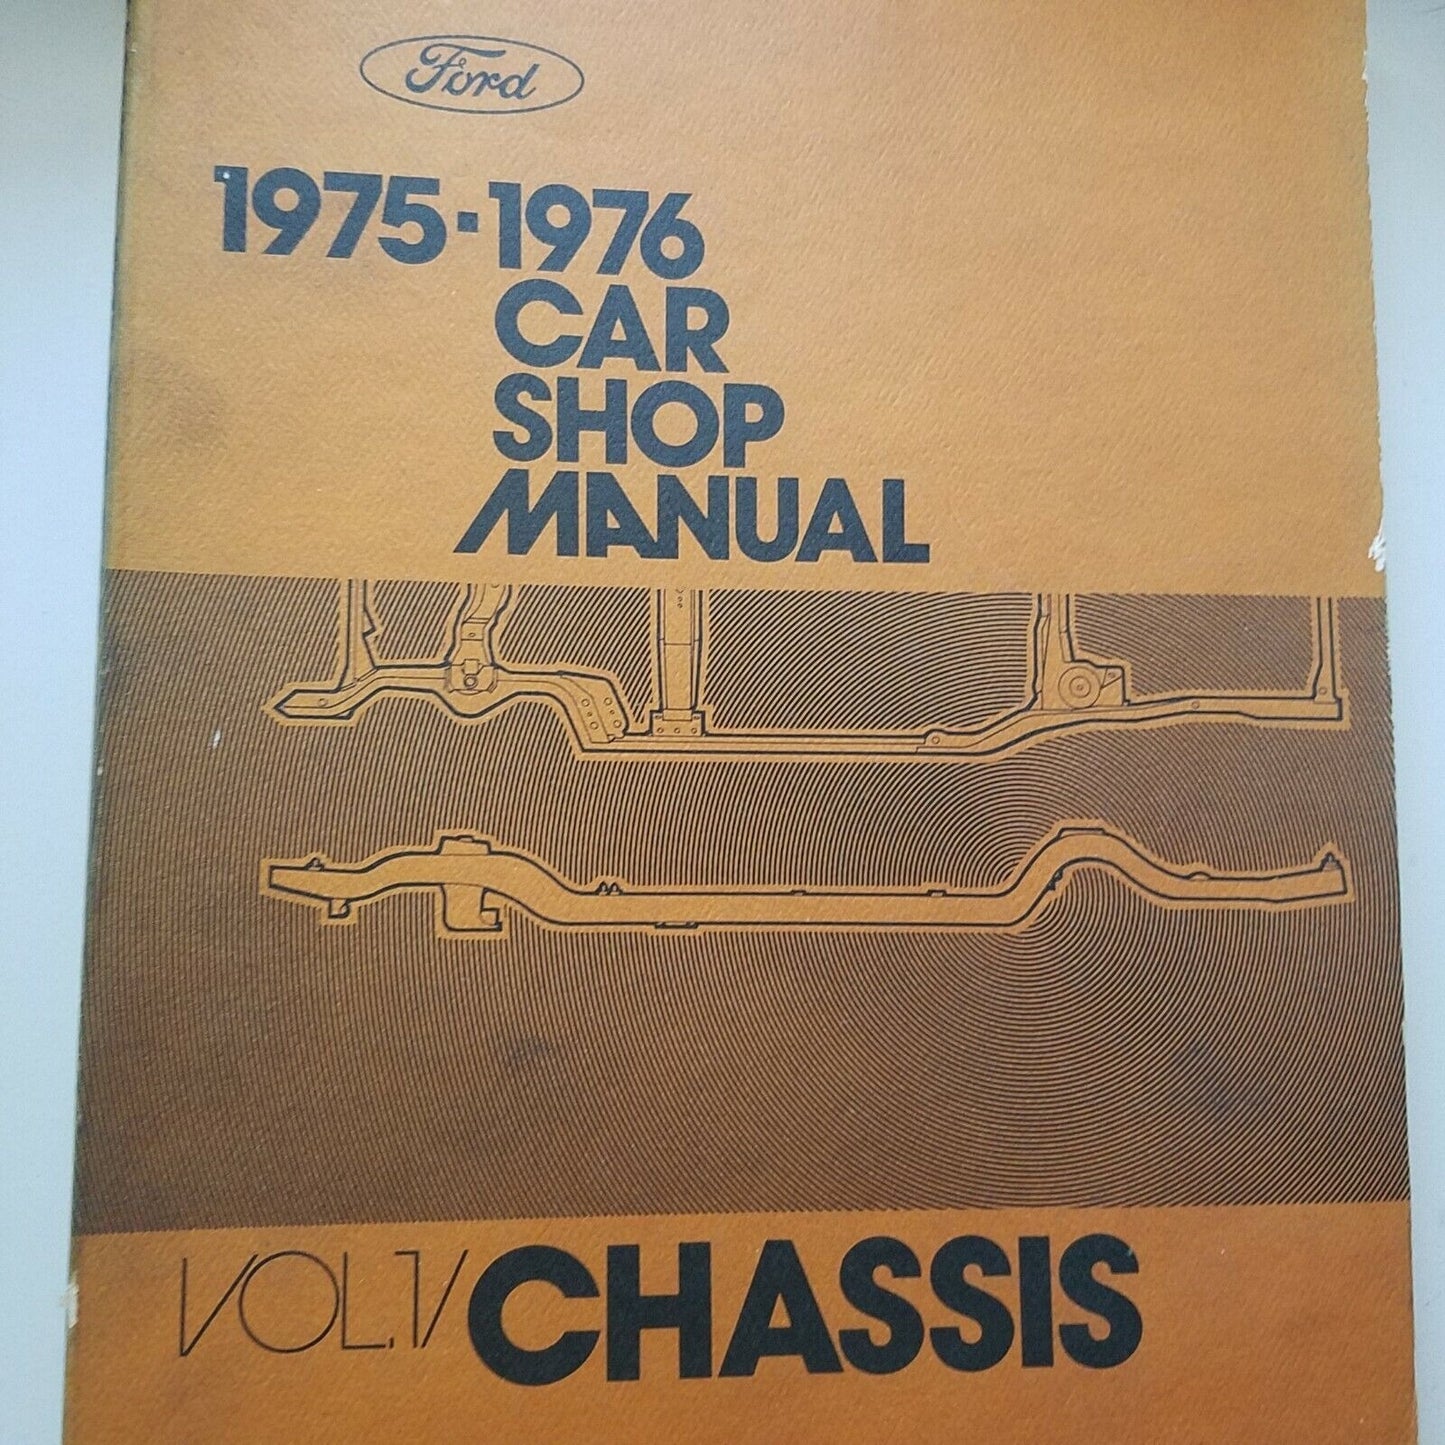 Ford
1975·1976
CAR
SHOP
MANUAL
VOL.1/CHASSIS